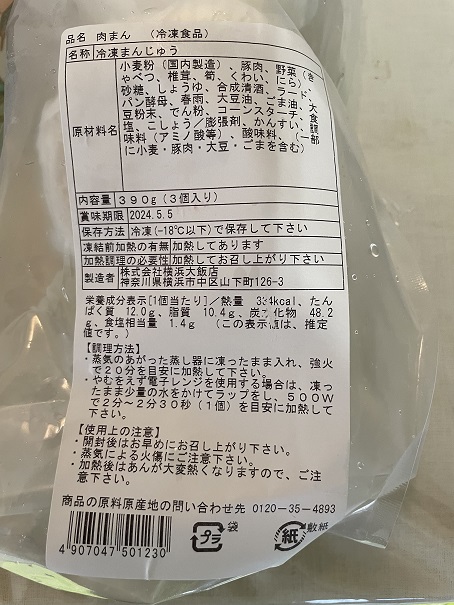 品名 肉まん (冷凍食品)
名称 冷凍まんじゅう
原材料名
小麦粉(国内製造)、豚肉、野菜(き
ゃべつ、椎茸、筍、くわい、にら)、
砂糖、しょうゆ、合成清酒、ラード、
パン酵母、春雨、大豆油、ごま油、大
豆粉末、でん粉、コーンスターチ、食
塩、こしょう／膨張剤、かんすい、調
味料(アミノ酸等)、酸味料、(一部
に小麦・豚肉・大豆・ごまを含む)
内容量 390g(3個入り)
賞味期限 2024.5.5
保存方法 冷凍(-18℃以下)で保存して下さい
凍結前加熱の有無 加熱してあります
加熱調理の必要性 加熱してお召し上がり下さい
製造者 株式会社横浜大飯店
神奈川県横浜市中区山下町126-3
栄養成分表示[1個当たり]／熱量 334kcal、たん
ぱく質 12.0g、脂質 10.4g、炭水化物 48.2
g、食塩相当量 1.4g (この表示値は、推定
値です。)
【調理方法】
・蒸気のあがった蒸し器に凍ったまま入れ、強火
で20分を目安に加熱して下さい。
・やむをえず電子レンジを使用する場合は、凍っ
たまま少量の水をかけてラップをし、500W
で2分~2分30秒(1個)を目安に加熱して
下さい。
【使用上の注意】
・開封後はお早めにお召し上がり下さい。
・蒸気による火傷にご注意下さい。
・加熱後はあんが大変熱くなりますので、ご注
意下さい。
商品の原料原産地の問い合わせ先 0120-35-4893
4 907047 501230
プラ
袋
紙
敷紙